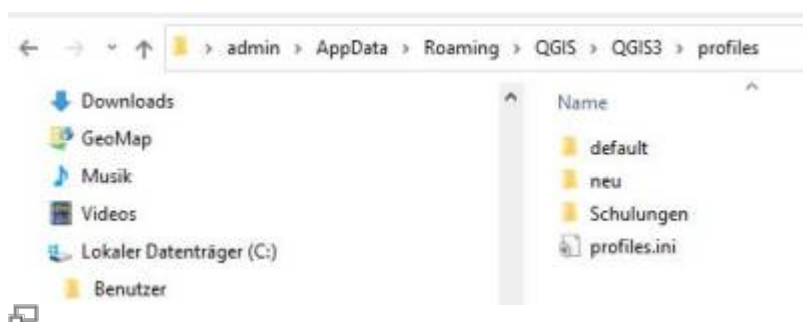 admin > AppData > Roaming > QGIS > QGIS3 > profiles
Downloads
GeoMap
Musik
Videos
Lokaler Datenträger (C:)
Benutzer
Name
default
neu
Schulungen
profiles.ini